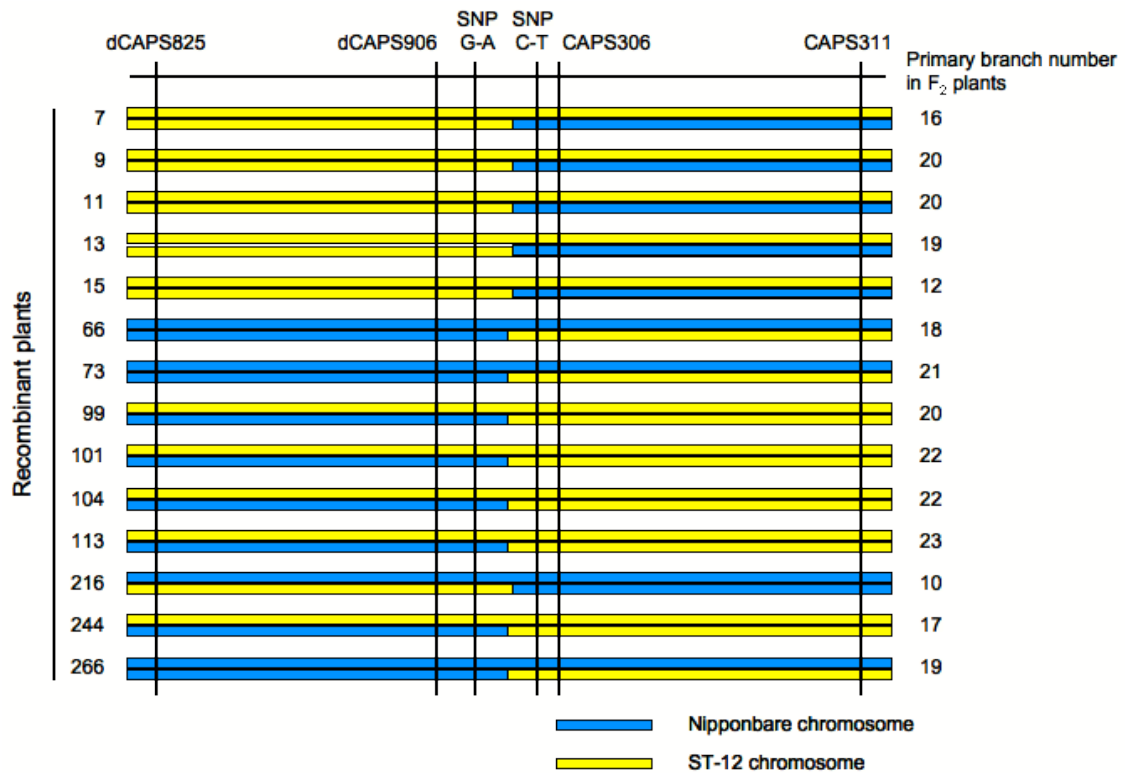 SNP SNP
dCAPS825 dCAPS906 G-A C-T CAPS306 CAPS311
Primary branch number
in F₂ plants
7 16
9 20
11 20
13 19
15 12
66 18
73 21
99 20
101 22
104 22
113 23
216 10
244 17
266 19
Recombinant plants
Nipponbare chromosome
ST-12 chromosome